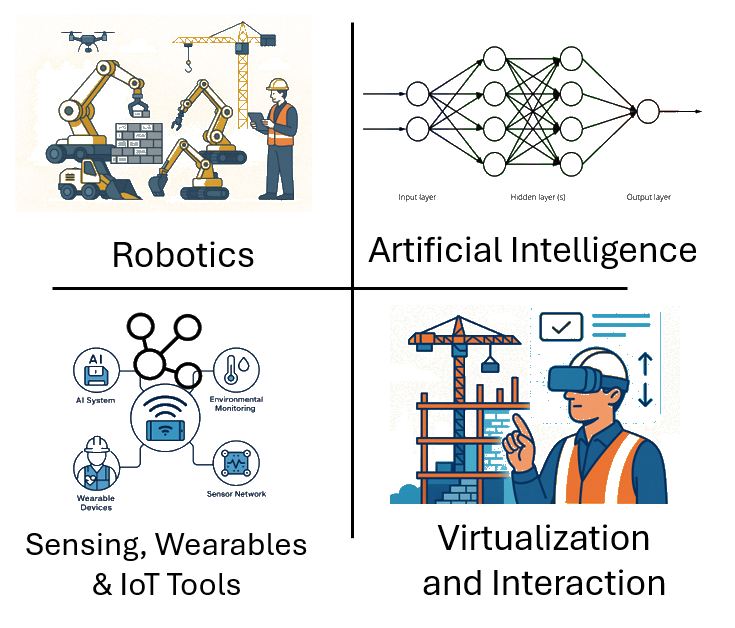 Input layer
Hidden layer (s)
Output layer
Robotics
Artificial Intelligence
AI
AI System
Environmental
Monitoring
Wearable
Devices
Sensor Network
Sensing, Wearables
& IoT Tools
Virtualization
and Interaction